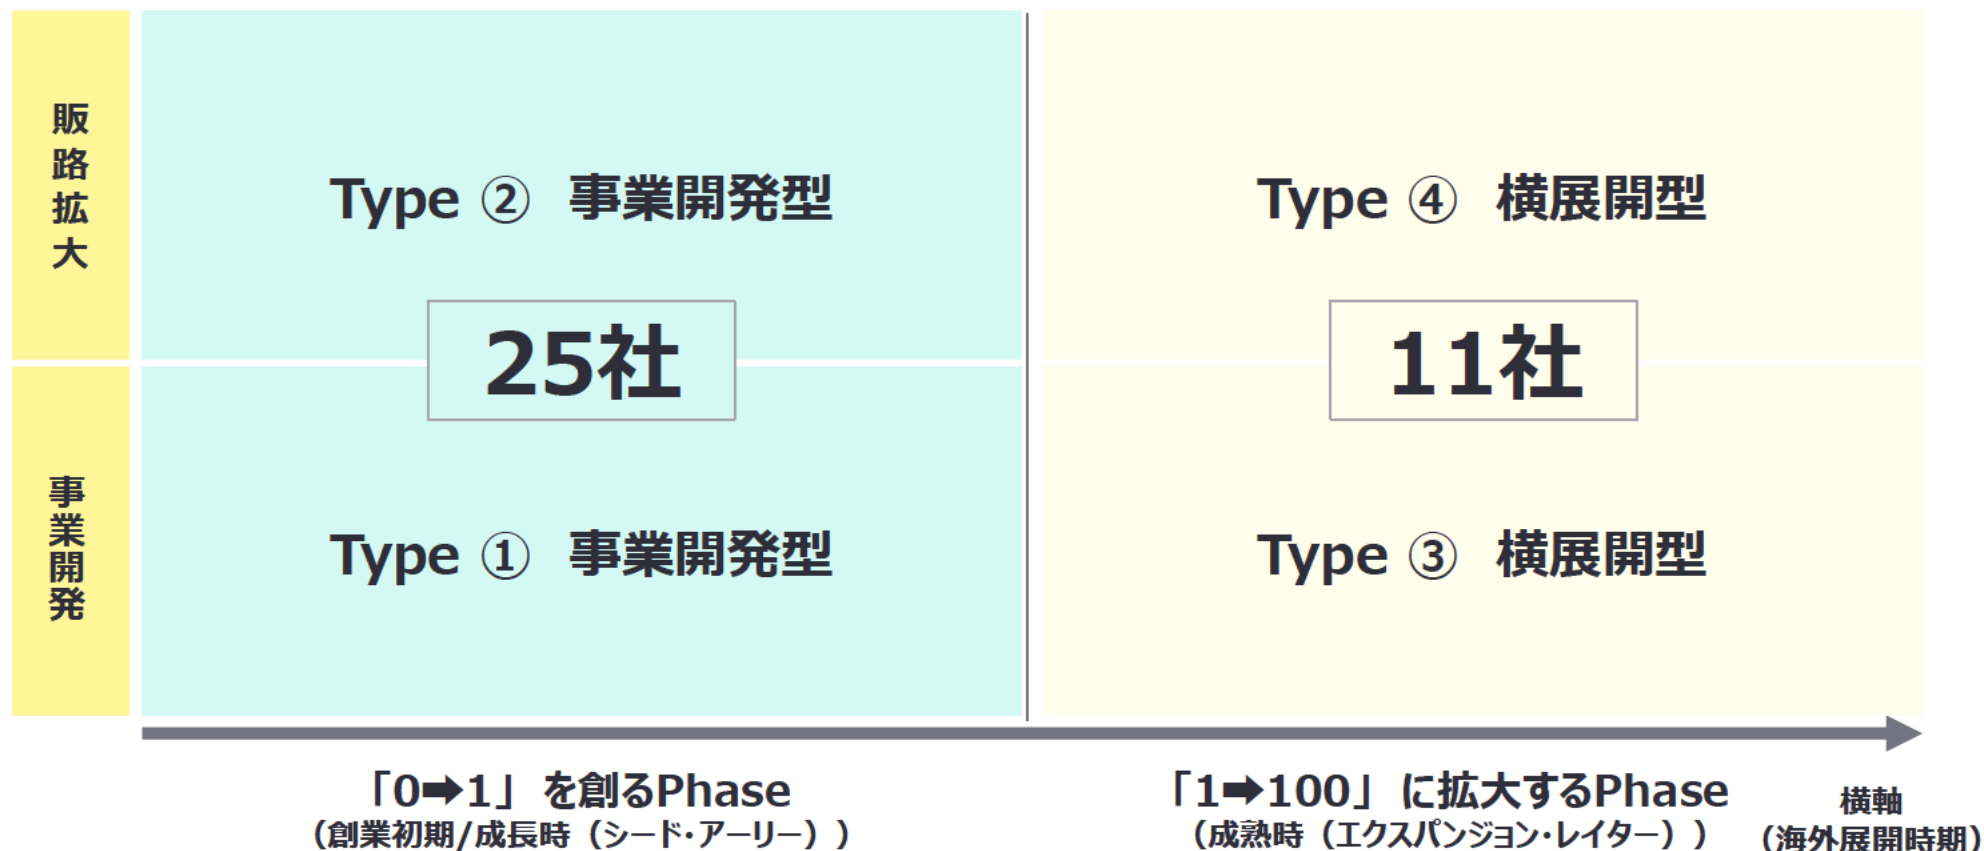 販路拡大
Type ② 事業開発型
Type ④ 横展開型
25社
11社
事業開発
Type ① 事業開発型
Type ③ 横展開型
「0➡1」を創るPhase
（創業初期/成長時（シード・アーリー））
「1➡100」に拡大するPhase
（成熟時（エクスパンジョン・レイター））
横軸
（海外展開時期）